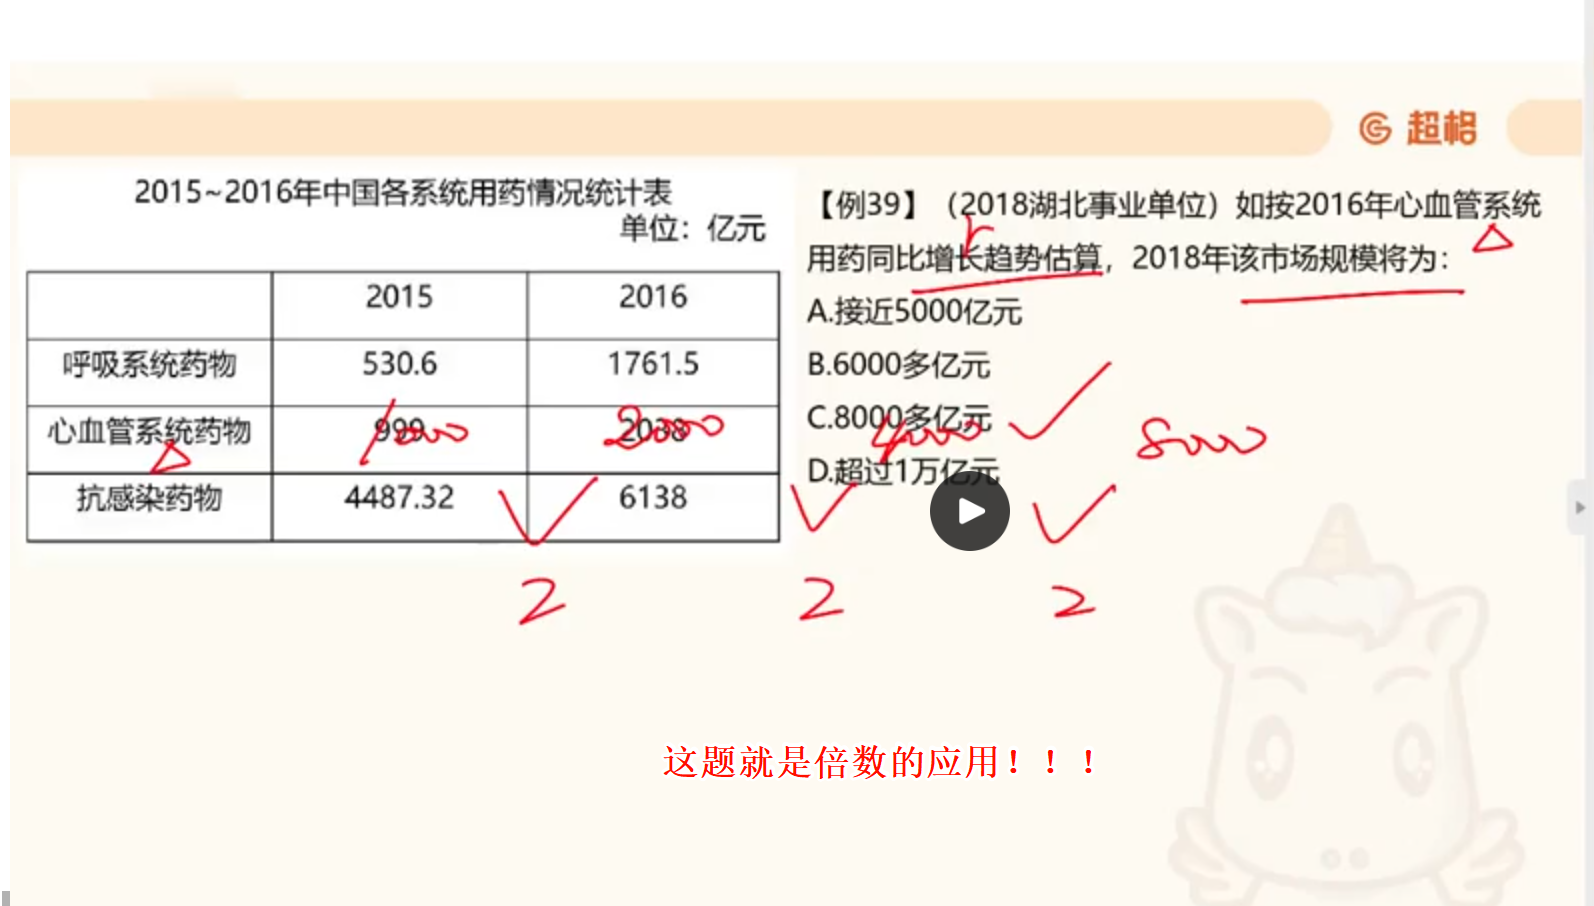 超格
2015~2016年中国各系统用药情况统计表
单位：亿元
2015 2016
呼吸系统药物 530.6 1761.5
心血管系统药物 999 2038
1000 2000
抗感染药物 4487.32 6138
【例39】（2018湖北事业单位）如按2016年心血管系统
r
用药同比增长趋势估算，2018年该市场规模将为：
A.接近5000亿元
B.6000多亿元
C.8000多亿元
4000 8000
D.超过1万亿元
2 2 2
这题就是倍数的应用！！！